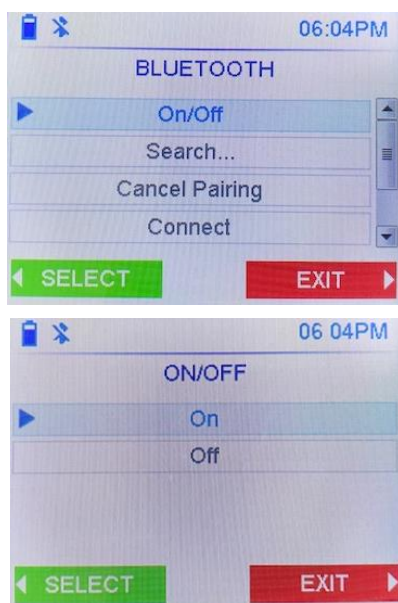 06:04PM
BLUETOOTH
On/Off
Search...
Cancel Pairing
Connect
SELECT EXIT
06 04PM
ON/OFF
On
Off
SELECT EXIT